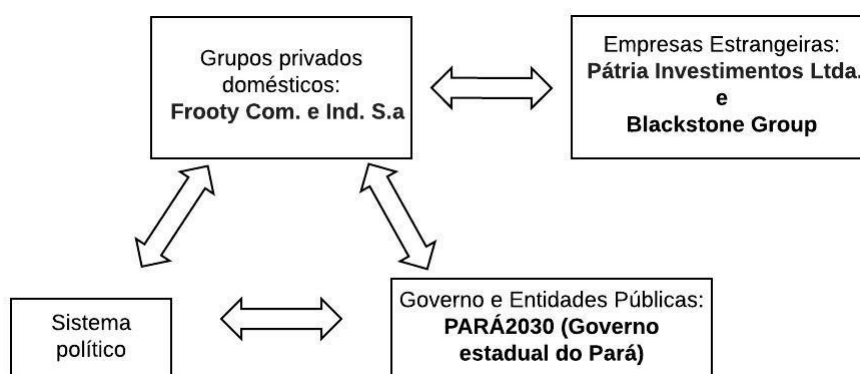 Grupos privados
domésticos:
Frooty Com. e Ind. S.a
Empresas Estrangeiras:
Pátria Investimentos Ltda.
e
Blackstone Group
Sistema
político
Governo e Entidades Públicas:
PARÁ2030 (Governo
estadual do Pará)